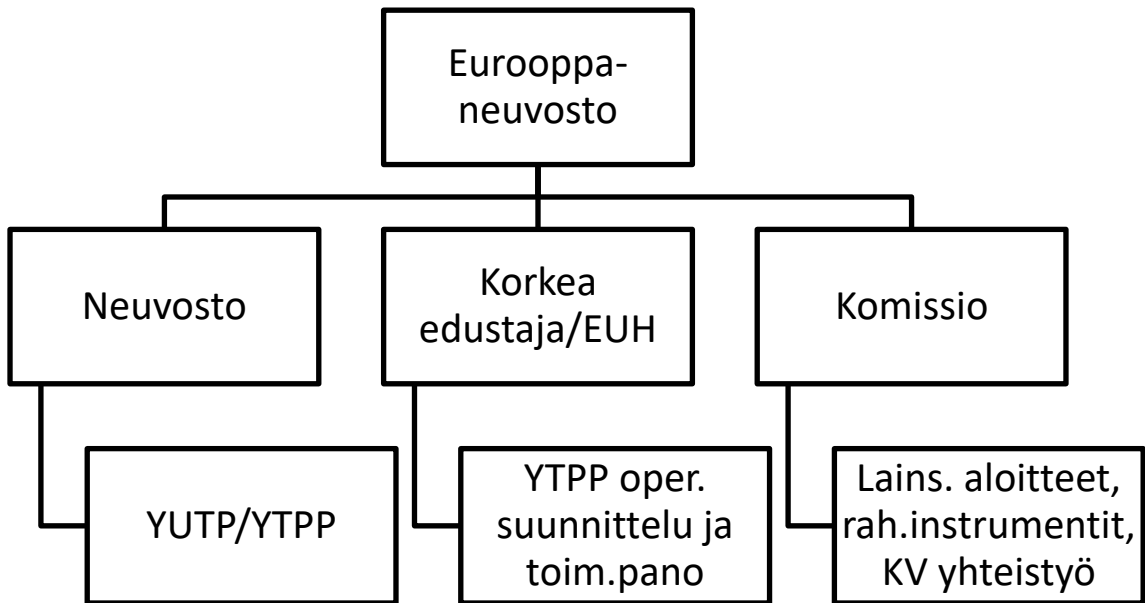 Eurooppa-
neuvosto
Neuvosto
Korkea
edustaja/EUH
Komissio
YUTP/YTPP
YTPP oper.
suunnittelu ja
toim.pano
Lains. aloitteet,
rah.instrumentit,
KV yhteistyö